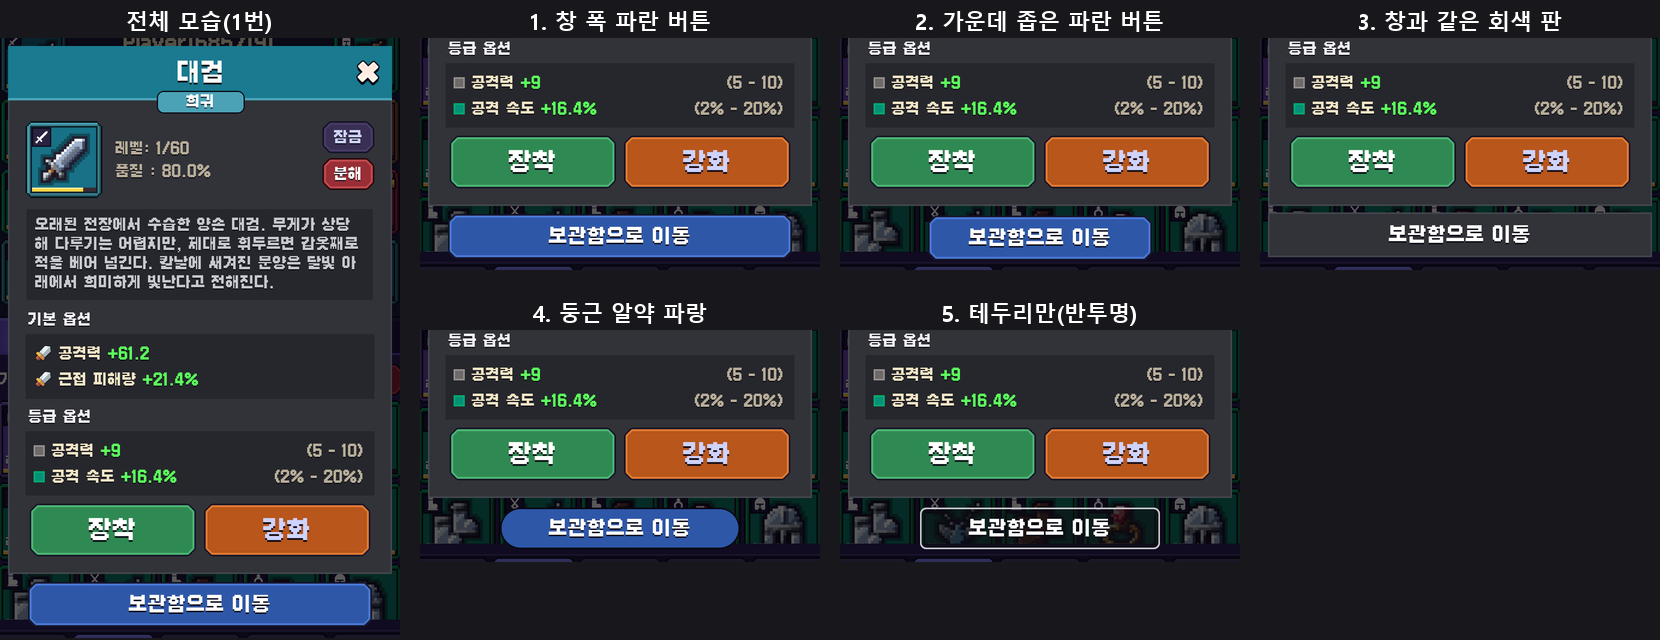 전체 모습(1번)
대검
희귀
레벨: 1/60
품질 : 80.0%
잠금
분해
오래된 전장에서 수습한 양손 대검. 무게가 상당
해 다루기는 어렵지만, 제대로 휘두르면 갑옷째로
적을 베어 넘긴다. 칼날에 새겨진 문양은 달빛 아
래에서 희미하게 빛난다고 전해진다.
기본 옵션
공격력 +61.2
근접 피해량 +21.4%
등급 옵션
공격력 +9 (5 - 10)
공격 속도 +16.4% (2% - 20%)
장착 강화
보관함으로 이동
1. 창 폭 파란 버튼
등급 옵션
공격력 +9 (5 - 10)
공격 속도 +16.4% (2% - 20%)
장착 강화
보관함으로 이동
2. 가운데 좁은 파란 버튼
등급 옵션
공격력 +9 (5 - 10)
공격 속도 +16.4% (2% - 20%)
장착 강화
보관함으로 이동
3. 창과 같은 회색 판
등급 옵션
공격력 +9 (5 - 10)
공격 속도 +16.4% (2% - 20%)
장착 강화
보관함으로 이동
4. 둥근 알약 파랑
등급 옵션
공격력 +9 (5 - 10)
공격 속도 +16.4% (2% - 20%)
장착 강화
보관함으로 이동
5. 테두리만(반투명)
등급 옵션
공격력 +9 (5 - 10)
공격 속도 +16.4% (2% - 20%)
장착 강화
보관함으로 이동